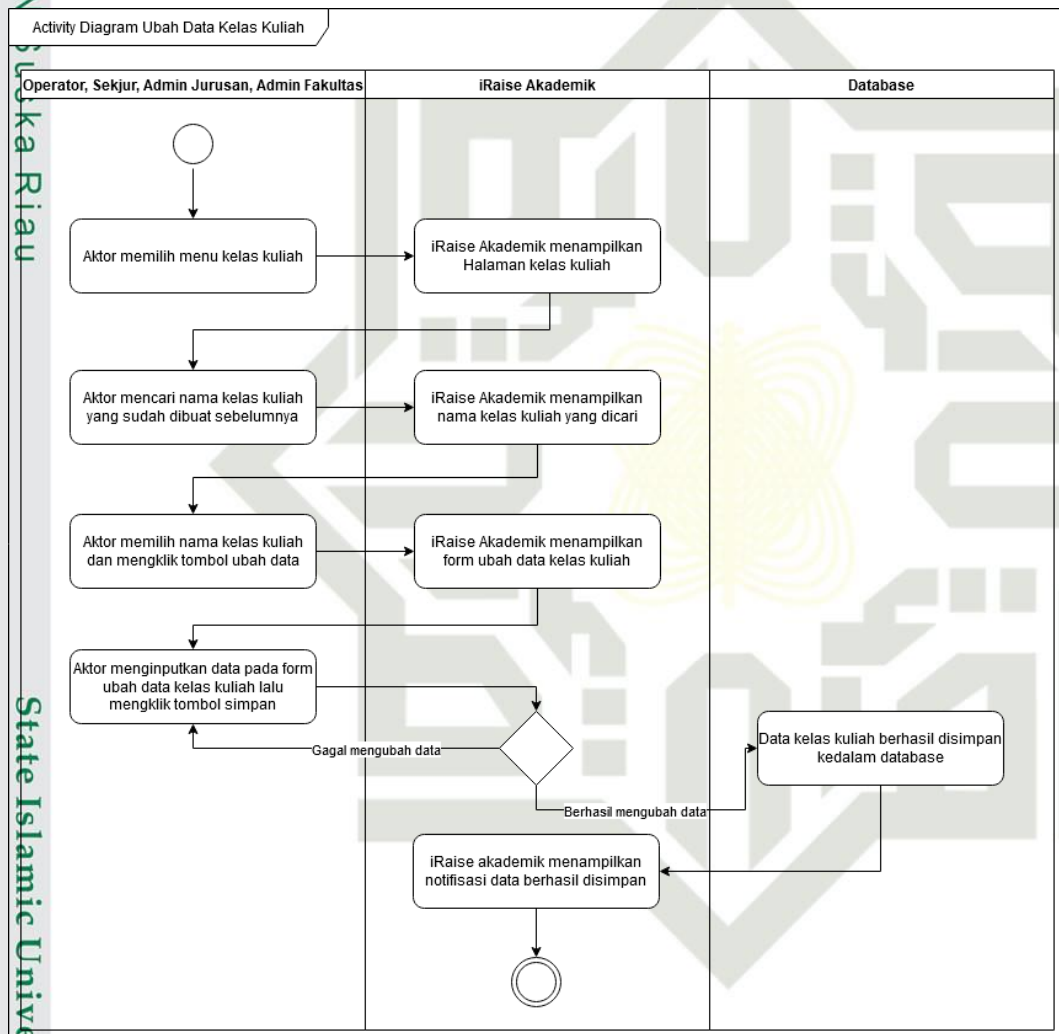 Activity Diagram Ubah Data Kelas Kuliah
Operator, Sekjur, Admin Jurusan, Admin Fakultas
iRaise Akademik
Database
Aktor memilih menu kelas kuliah
iRaise Akademik menampilkan
Halaman kelas kuliah
Aktor mencari nama kelas kuliah
yang sudah dibuat sebelumnya
iRaise Akademik menampilkan
nama kelas kuliah yang dicari
Aktor memilih nama kelas kuliah
dan mengklik tombol ubah data
iRaise Akademik menampilkan
form ubah data kelas kuliah
Aktor menginputkan data pada form
ubah data kelas kuliah lalu
mengklik tombol simpan
Gagal mengubah data
Berhasil mengubah data
Data kelas kuliah berhasil disimpan
kedalam database
iRaise akademik menampilkan
notifisasi data berhasil disimpan
Suska Riau
State Islamic Unive